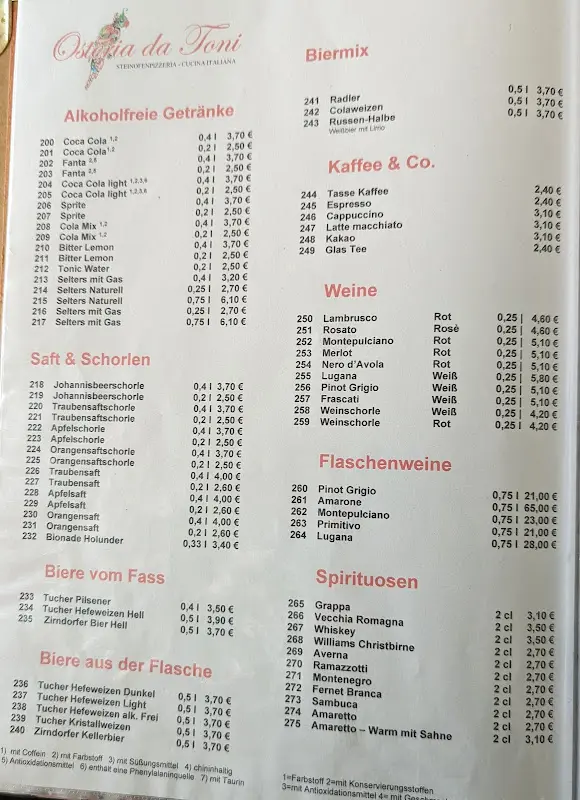 Osteria da Toni
STEINOFENPIZZERIA - CUCINA ITALIANA
Alkoholfreie Getränke
200 Coca Cola 1,2 0,4 l 3,70 €
201 Coca Cola 1,2 0,2 l 2,50 €
202 Fanta 2,5 0,4 l 3,70 €
203 Fanta 2,5 0,2 l 2,50 €
204 Coca Cola light 1,2,3,6 0,4 l 3,70 €
205 Coca Cola light 1,2,3,6 0,2 l 2,50 €
206 Sprite 0,4 l 3,70 €
207 Sprite 0,2 l 2,50 €
208 Cola Mix 1,2 0,4 l 3,70 €
209 Cola Mix 1,2 0,2 l 2,50 €
210 Bitter Lemon 0,4 l 3,70 €
211 Bitter Lemon 0,2 l 2,50 €
212 Tonic Water 0,2 l 2,50 €
213 Selters mit Gas 0,4 l 3,20 €
214 Selters Naturell 0,25 l 2,70 €
215 Selters Naturell 0,75 l 6,10 €
216 Selters mit Gas 0,25 l 2,70 €
217 Selters mit Gas 0,75 l 6,10 €
Saft & Schorlen
218 Johannisbeerschorle 0,4 l 3,70 €
219 Johannisbeerschorle 0,2 l 2,50 €
220 Traubensaftschorle 0,4 l 3,70 €
221 Traubensaftschorle 0,2 l 2,50 €
222 Apfelschorle 0,4 l 3,70 €
223 Apfelschorle 0,2 l 2,50 €
224 Orangensaftschorle 0,4 l 3,70 €
225 Orangensaftschorle 0,2 l 2,50 €
226 Traubensaft 0,4 l 4,00 €
227 Traubensaft 0,2 l 2,60 €
228 Apfelsaft 0,4 l 4,00 €
229 Apfelsaft 0,2 l 2,60 €
230 Orangensaft 0,4 l 4,00 €
231 Orangensaft 0,2 l 2,60 €
232 Bionade Holunder 0,33 l 3,40 €
Biere vom Fass
233 Tucher Pilsener 0,4 l 3,50 €
234 Tucher Hefeweizen Hell 0,5 l 3,90 €
235 Zirndorfer Bier Hell 0,5 l 3,70 €
Biere aus der Flasche
236 Tucher Hefeweizen Dunkel 0,5 l 3,70 €
237 Tucher Hefeweizen Light 0,5 l 3,70 €
238 Tucher Hefeweizen alk. Frei 0,5 l 3,70 €
239 Tucher Kristallweizen 0,5 l 3,70 €
240 Zirndorfer Kellerbier 0,5 l 3,70 €
1) mit Coffein 2) mit Farbstoff 3) mit Süßungsmittel 4) chininhaltig
5) Antioxidationsmittel 6) enthält eine Phenylalaninquelle 7) mit Taurin
Biermix
241 Radler 0,5 l 3,70 €
242 Colaweizen 0,5 l 3,70 €
243 Russen-Halbe 0,5 l 3,70 €
Weißbier mit Limo
Kaffee & Co.
244 Tasse Kaffee 2,40 €
245 Espresso 2,40 €
246 Cappuccino 3,10 €
247 Latte macchiato 3,10 €
248 Kakao 3,10 €
249 Glas Tee 2,40 €
Weine
250 Lambrusco Rot 0,25 l 4,60 €
251 Rosato Rosè 0,25 l 4,60 €
252 Montepulciano Rot 0,25 l 5,10 €
253 Merlot Rot 0,25 l 5,10 €
254 Nero d'Avola Rot 0,25 l 5,10 €
255 Lugana Weiß 0,25 l 5,80 €
256 Pinot Grigio Weiß 0,25 l 5,10 €
257 Frascati Weiß 0,25 l 5,10 €
258 Weinschorle Weiß 0,25 l 4,20 €
259 Weinschorle Rot 0,25 l 4,20 €
Flaschenweine
260 Pinot Grigio 0,75 l 21,00 €
261 Amarone 0,75 l 65,00 €
262 Montepulciano 0,75 l 23,00 €
263 Primitivo 0,75 l 21,00 €
264 Lugana 0,75 l 28,00 €
Spirituosen
265 Grappa 2 cl 3,10 €
266 Vecchia Romagna 2 cl 3,50 €
267 Whiskey 2 cl 3,50 €
268 Williams Christbirne 2 cl 2,70 €
269 Averna 2 cl 2,70 €
270 Ramazzotti 2 cl 2,70 €
271 Montenegro 2 cl 2,70 €
272 Fernet Branca 2 cl 2,70 €
273 Sambuca 2 cl 2,70 €
274 Amaretto 2 cl 2,70 €
275 Amaretto – Warm mit Sahne 2 cl 3,10 €
1=Farbstoff 2=mit Konservierungsstoffen
3=mit Antioxidationsmittel 4=